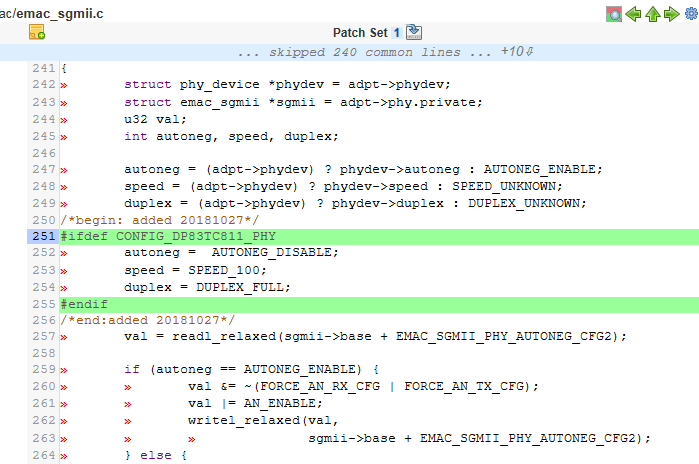 ac/emac_sgmii.c
Patch Set 1
... skipped 240 common lines ... +10⇩
241 {
242 »	struct phy_device *phydev = adpt->phydev;
243 »	struct emac_sgmii *sgmii = adpt->phy.private;
244 »	u32 val;
245 »	int autoneg, speed, duplex;
246
247 »	autoneg = (adpt->phydev) ? phydev->autoneg : AUTONEG_ENABLE;
248 »	speed = (adpt->phydev) ? phydev->speed : SPEED_UNKNOWN;
249 »	duplex = (adpt->phydev) ? phydev->duplex : DUPLEX_UNKNOWN;
250 /*begin: added 20181027*/
251 #ifdef CONFIG_DP83TC811_PHY
252 »	autoneg =  AUTONEG_DISABLE;
253 »	speed = SPEED_100;
254 »	duplex = DUPLEX_FULL;
255 #endif
256 /*end:added 20181027*/
257 »	val = readl_relaxed(sgmii->base + EMAC_SGMII_PHY_AUTONEG_CFG2);
258
259 »	if (autoneg == AUTONEG_ENABLE) {
260 »	»	val &= ~(FORCE_AN_RX_CFG | FORCE_AN_TX_CFG);
261 »	»	val |= AN_ENABLE;
262 »	»	writel_relaxed(val,
263 »	»	»	sgmii->base + EMAC_SGMII_PHY_AUTONEG_CFG2);
264 »	} else {